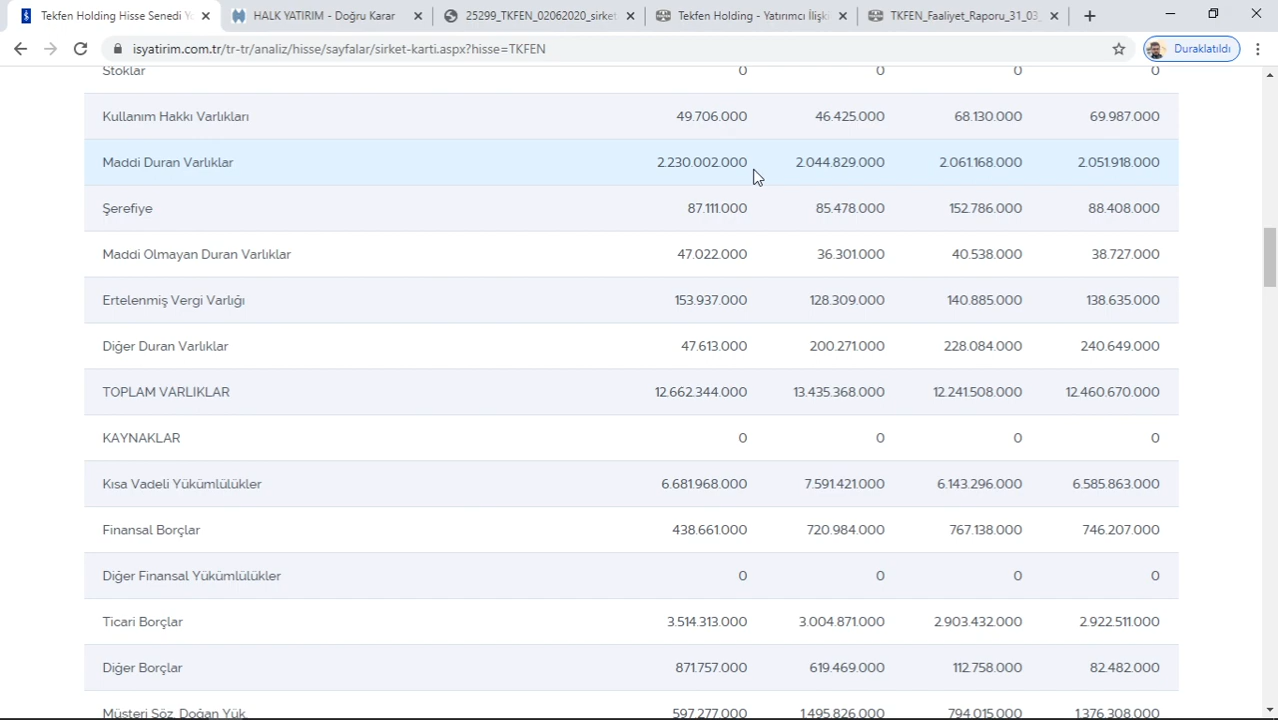 Tekfen Holding Hisse Senedi Y
HALK YATIRIM - Doğru Karar
25299_TKFEN_02062020_sirket
Tekfen Holding - Yatırımcı İlişki
TKFEN_Faaliyet_Raporu_31_03_
isyatirim.com.tr/tr-tr/analiz/hisse/sayfalar/sirket-karti.aspx?hisse=TKFEN
Duraklatıldı
Stoklar 0 0 0 0
Kullanım Hakkı Varlıkları 49.706.000 46.425.000 68.130.000 69.987.000
Maddi Duran Varlıklar 2.230.002.000 2.044.829.000 2.061.168.000 2.051.918.000
Şerefiye 87.111.000 85.478.000 152.786.000 88.408.000
Maddi Olmayan Duran Varlıklar 47.022.000 36.301.000 40.538.000 38.727.000
Ertelenmiş Vergi Varlığı 153.937.000 128.309.000 140.885.000 138.635.000
Diğer Duran Varlıklar 47.613.000 200.271.000 228.084.000 240.649.000
TOPLAM VARLIKLAR 12.662.344.000 13.435.368.000 12.241.508.000 12.460.670.000
KAYNAKLAR 0 0 0 0
Kısa Vadeli Yükümlülükler 6.681.968.000 7.591.421.000 6.143.296.000 6.585.863.000
Finansal Borçlar 438.661.000 720.984.000 767.138.000 746.207.000
Diğer Finansal Yükümlülükler 0 0 0 0
Ticari Borçlar 3.514.313.000 3.004.871.000 2.903.432.000 2.922.511.000
Diğer Borçlar 871.757.000 619.469.000 112.758.000 82.482.000
Müşteri Söz. Doğan Yük. 597.277.000 1.495.826.000 794.015.000 1.376.308.000